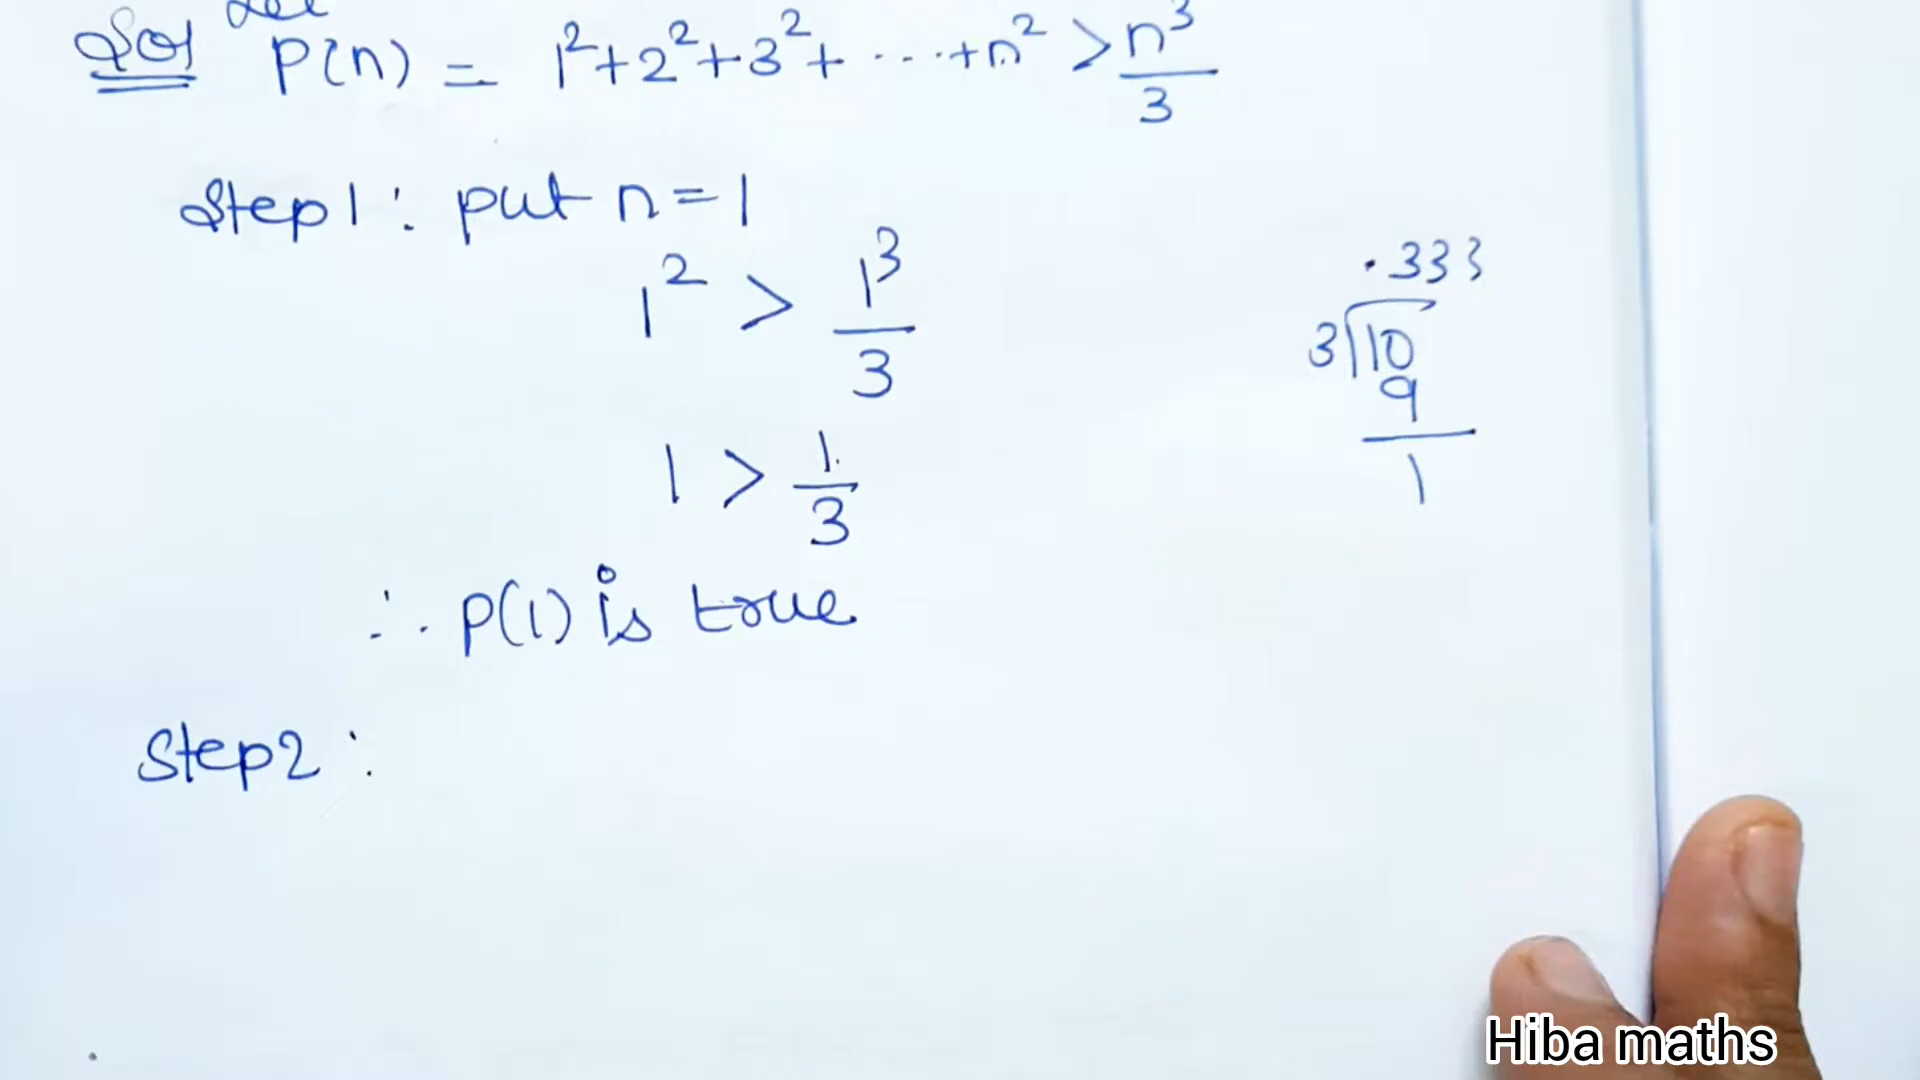 Sol Let
P(n) = 1²+2²+3²+ ....+n² > n³/3
Step 1 : put n=1
1² > 1³/3
1 > 1/3
∴ P(1) is true
Step 2 :
.333
3 10
9
1
Hiba maths